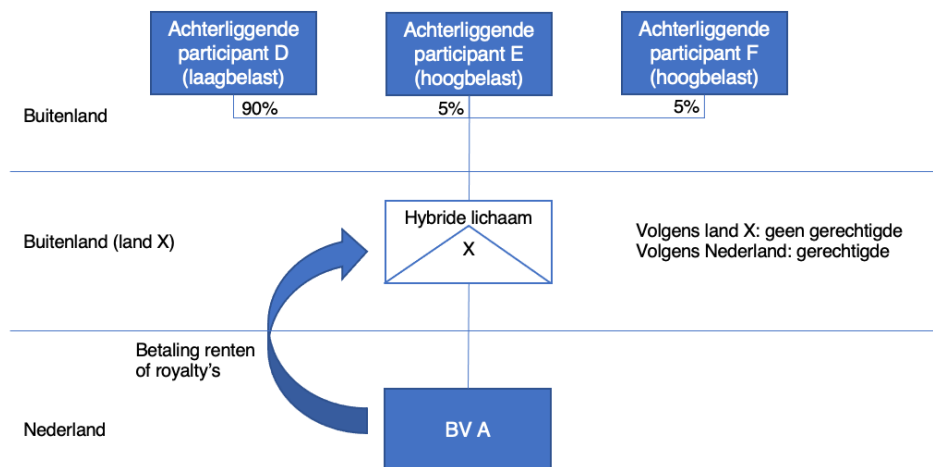 Achterliggende
participant D
(laagbelast)
Achterliggende
participant E
(hoogbelast)
Achterliggende
participant F
(hoogbelast)
90%
5%
5%
Buitenland
Hybride lichaam
X
Buitenland (land X)
Volgens land X: geen gerechtigde
Volgens Nederland: gerechtigde
Betaling renten
of royalty's
BV A
Nederland